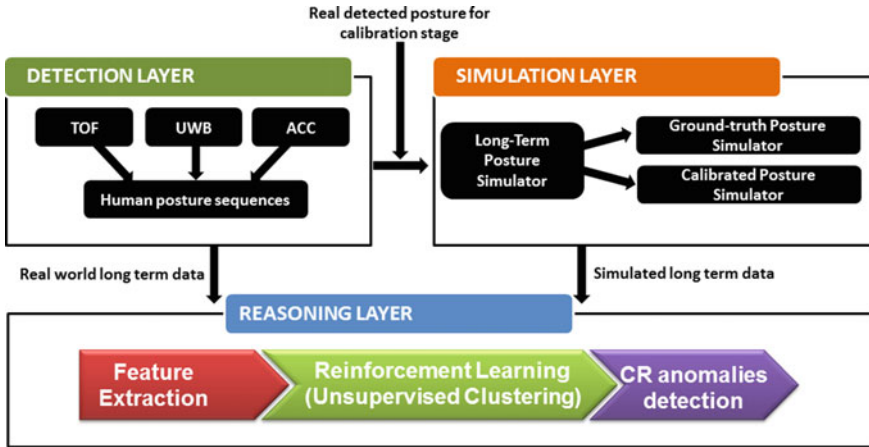 Real detected posture for
calibration stage
DETECTION LAYER
SIMULATION LAYER
TOF
UWB
ACC
Human posture sequences
Long-Term
Posture
Simulator
Ground-truth Posture
Simulator
Calibrated Posture
Simulator
Real world long term data
Simulated long term data
REASONING LAYER
Feature
Extraction
Reinforcement Learning
(Unsupervised Clustering)
CR anomalies
detection